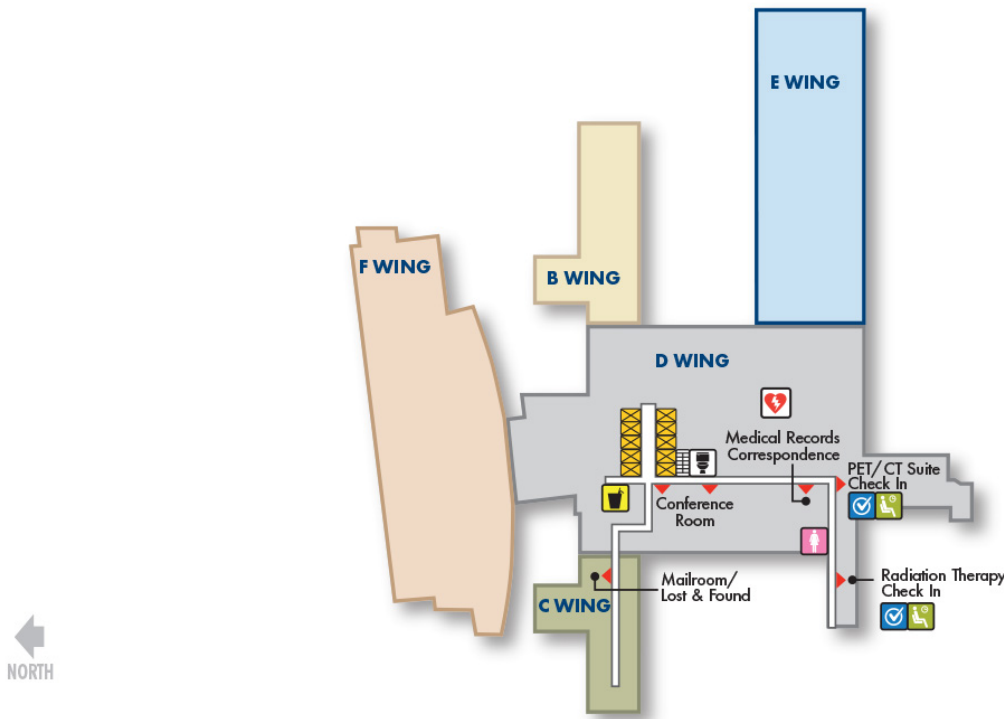 E WING
F WING
B WING
D WING
Medical Records
Correspondence
PET/CT Suite
Check In
Conference
Room
Mailroom/
Lost & Found
Radiation Therapy
Check In
C WING
NORTH